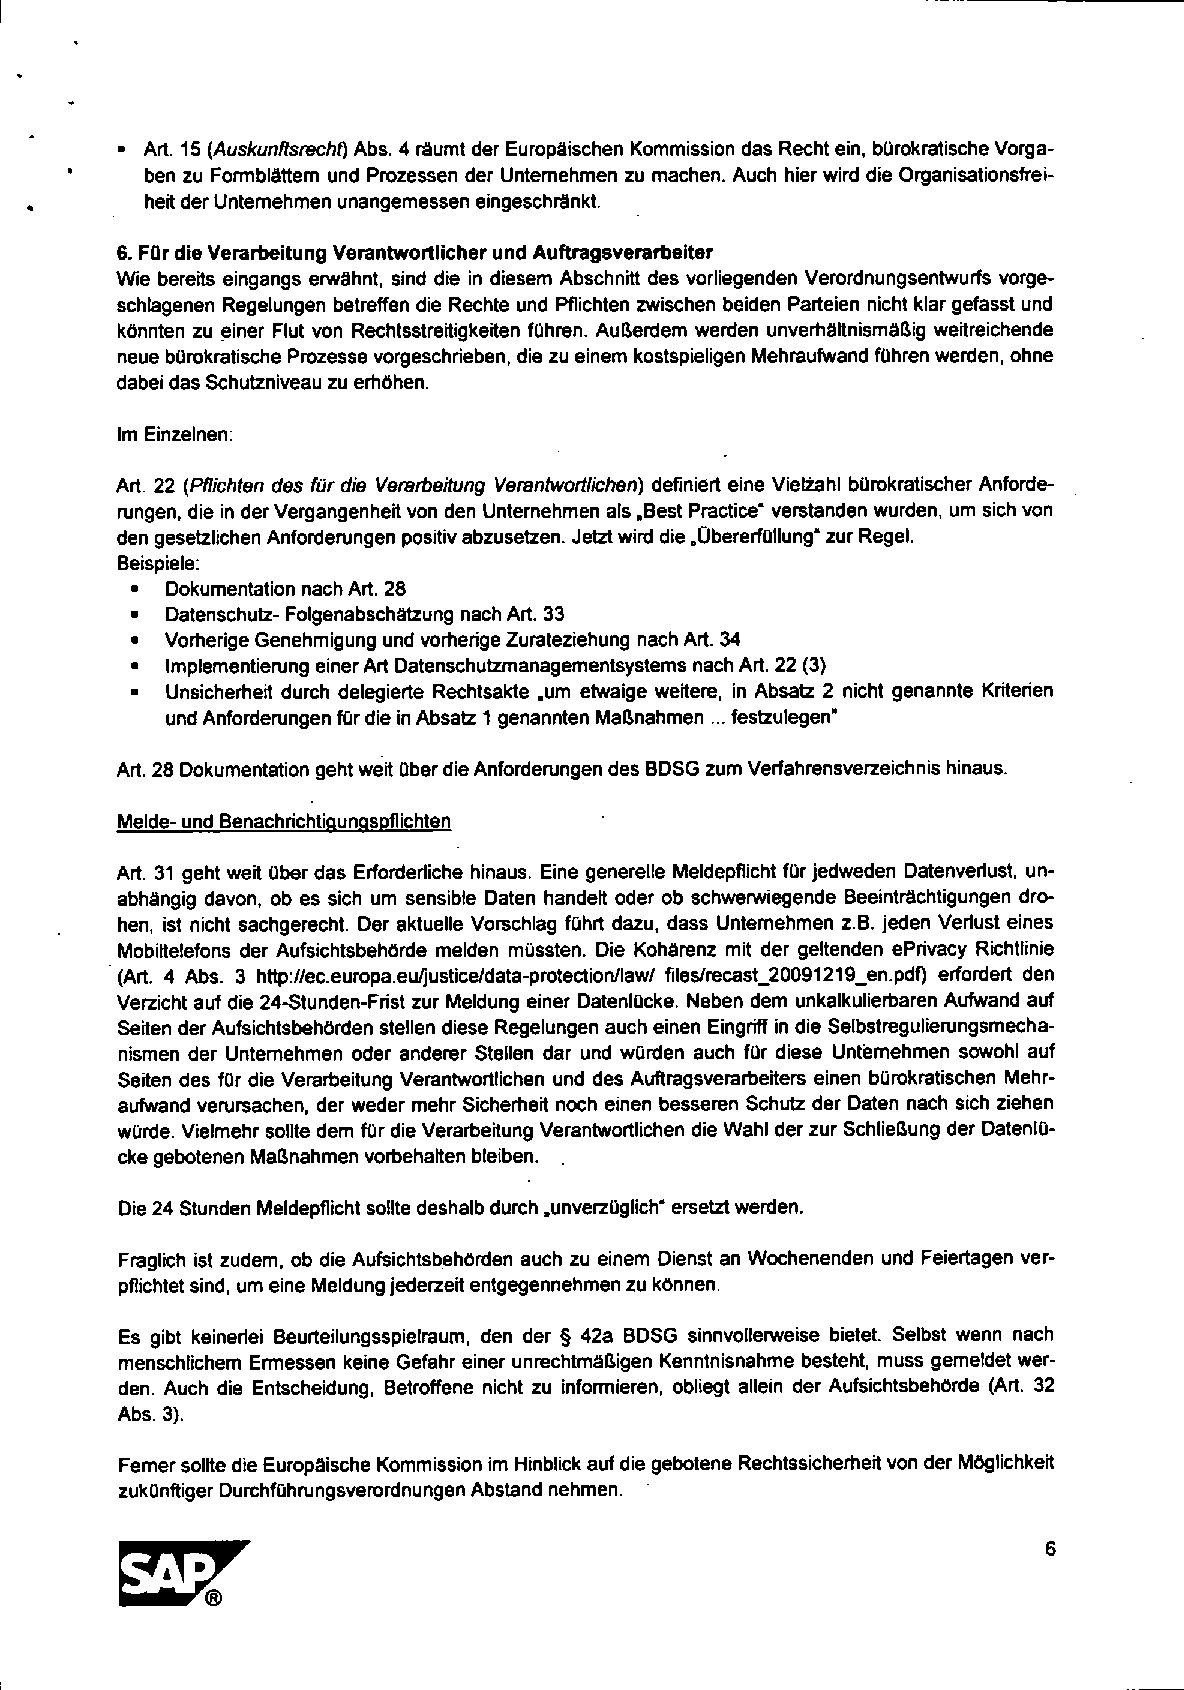 ▪ Art. 15 (Auskunftsrecht) Abs. 4 räumt der Europäischen Kommission das Recht ein, bürokratische Vorga-
ben zu Formblättern und Prozessen der Unternehmen zu machen. Auch hier wird die Organisationsfrei-
heit der Unternehmen unangemessen eingeschränkt.
6. Für die Verarbeitung Verantwortlicher und Auftragsverarbeiter
Wie bereits eingangs erwähnt, sind die in diesem Abschnitt des vorliegenden Verordnungsentwurfs vorge-
schlagenen Regelungen betreffen die Rechte und Pflichten zwischen beiden Parteien nicht klar gefasst und
könnten zu einer Flut von Rechtsstreitigkeiten führen. Außerdem werden unverhältnismäßig weitreichende
neue bürokratische Prozesse vorgeschrieben, die zu einem kostspieligen Mehraufwand führen werden, ohne
dabei das Schutzniveau zu erhöhen.
Im Einzelnen:
Art. 22 (Pflichten des für die Verarbeitung Verantwortlichen) definiert eine Vielzahl bürokratischer Anforde-
rungen, die in der Vergangenheit von den Unternehmen als „Best Practice“ verstanden wurden, um sich von
den gesetzlichen Anforderungen positiv abzusetzen. Jetzt wird die „Übererfüllung“ zur Regel.
Beispiele:
▪ Dokumentation nach Art. 28
▪ Datenschutz- Folgenabschätzung nach Art. 33
▪ Vorherige Genehmigung und vorherige Zurateziehung nach Art. 34
▪ Implementierung einer Art Datenschutzmanagementsystems nach Art. 22 (3)
▪ Unsicherheit durch delegierte Rechtsakte „um etwaige weitere, in Absatz 2 nicht genannte Kriterien
und Anforderungen für die in Absatz 1 genannten Maßnahmen ... festzulegen“
Art. 28 Dokumentation geht weit über die Anforderungen des BDSG zum Verfahrensverzeichnis hinaus.
Melde- und Benachrichtigungspflichten
Art. 31 geht weit über das Erforderliche hinaus. Eine generelle Meldepflicht für jedweden Datenverlust, un-
abhängig davon, ob es sich um sensible Daten handelt oder ob schwerwiegende Beeinträchtigungen dro-
hen, ist nicht sachgerecht. Der aktuelle Vorschlag führt dazu, dass Unternehmen z.B. jeden Verlust eines
Mobiltelefons der Aufsichtsbehörde melden müssten. Die Kohärenz mit der geltenden ePrivacy Richtlinie
(Art. 4 Abs. 3 http://ec.europa.eu/justice/data-protection/law/ files/recast_20091219_en.pdf) erfordert den
Verzicht auf die 24-Stunden-Frist zur Meldung einer Datenlücke. Neben dem unkalkulierbaren Aufwand auf
Seiten der Aufsichtsbehörden stellen diese Regelungen auch einen Eingriff in die Selbstregulierungsmecha-
nismen der Unternehmen oder anderer Stellen dar und würden auch für diese Unternehmen sowohl auf
Seiten des für die Verarbeitung Verantwortlichen und des Auftragsverarbeiters einen bürokratischen Mehr-
aufwand verursachen, der weder mehr Sicherheit noch einen besseren Schutz der Daten nach sich ziehen
würde. Vielmehr sollte dem für die Verarbeitung Verantwortlichen die Wahl der zur Schließung der Datenlü-
cke gebotenen Maßnahmen vorbehalten bleiben.
Die 24 Stunden Meldepflicht sollte deshalb durch „unverzüglich“ ersetzt werden.
Fraglich ist zudem, ob die Aufsichtsbehörden auch zu einem Dienst an Wochenenden und Feiertagen ver-
pflichtet sind, um eine Meldung jederzeit entgegennehmen zu können.
Es gibt keinerlei Beurteilungsspielraum, den der § 42a BDSG sinnvollerweise bietet. Selbst wenn nach
menschlichem Ermessen keine Gefahr einer unrechtmäßigen Kenntnisnahme besteht, muss gemeldet wer-
den. Auch die Entscheidung, Betroffene nicht zu informieren, obliegt allein der Aufsichtsbehörde (Art. 32
Abs. 3).
Ferner sollte die Europäische Kommission im Hinblick auf die gebotene Rechtssicherheit von der Möglichkeit
zukünftiger Durchführungsverordnungen Abstand nehmen.
6
SAP®